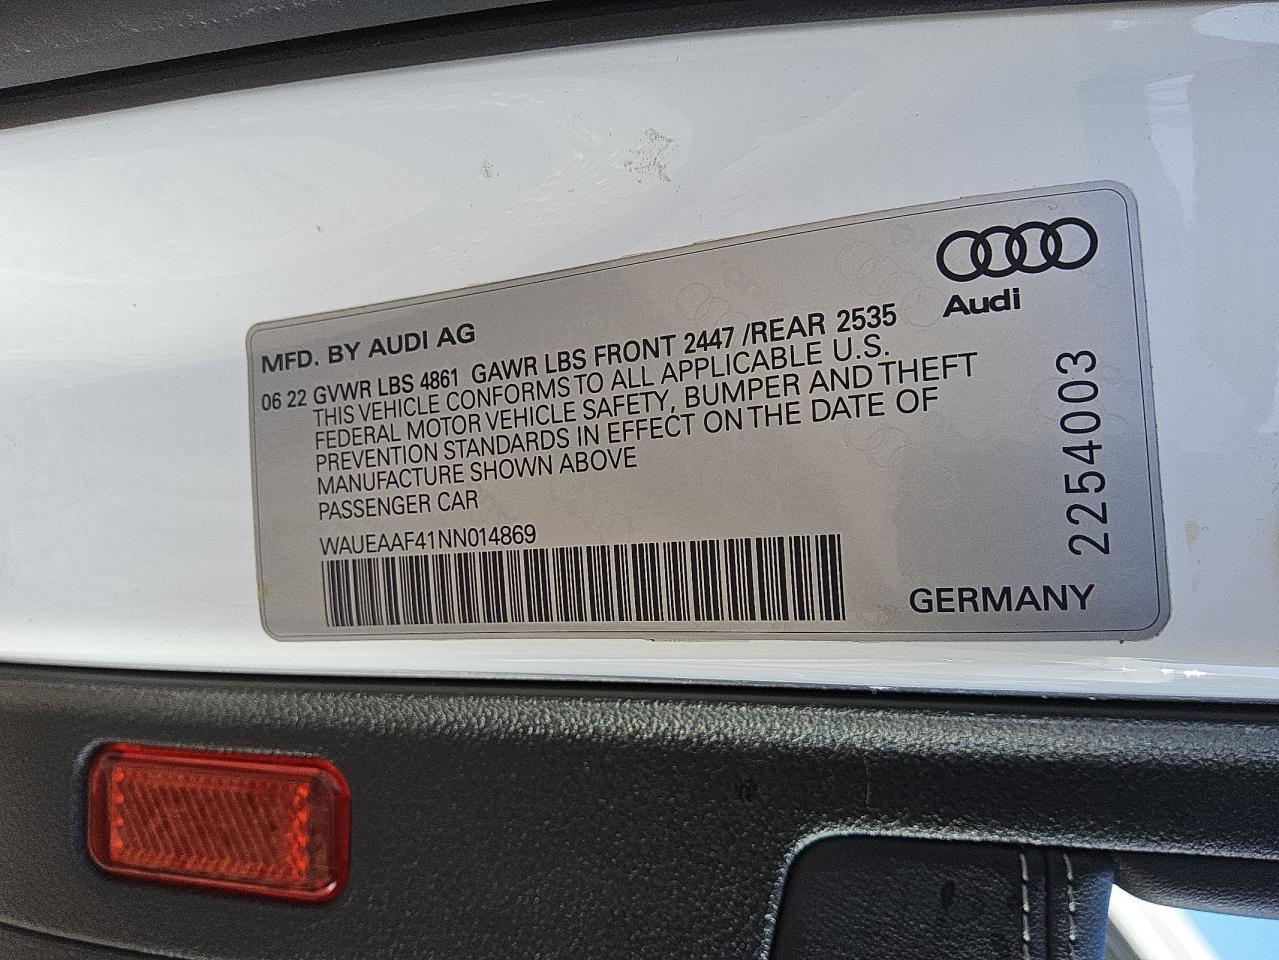 Audi
MFD. BY AUDI AG
06 22 GVWR LBS 4861 GAWR LBS FRONT 2447 /REAR 2535
THIS VEHICLE CONFORMS TO ALL APPLICABLE U.S.
FEDERAL MOTOR VEHICLE SAFETY, BUMPER AND THEFT
PREVENTION STANDARDS IN EFFECT ON THE DATE OF
MANUFACTURE SHOWN ABOVE
PASSENGER CAR
WAUEAAF41NN014869
2254003
GERMANY